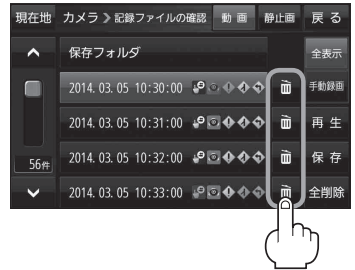 現在地 カメラ 記録ファイルの確認 動画 静止画 戻る
保存フォルダ 全表示
2014. 03. 05 10:30:00 手動録画
2014. 03. 05 10:31:00 再生
2014. 03. 05 10:32:00 保存
56件
2014. 03. 05 10:33:00 全削除